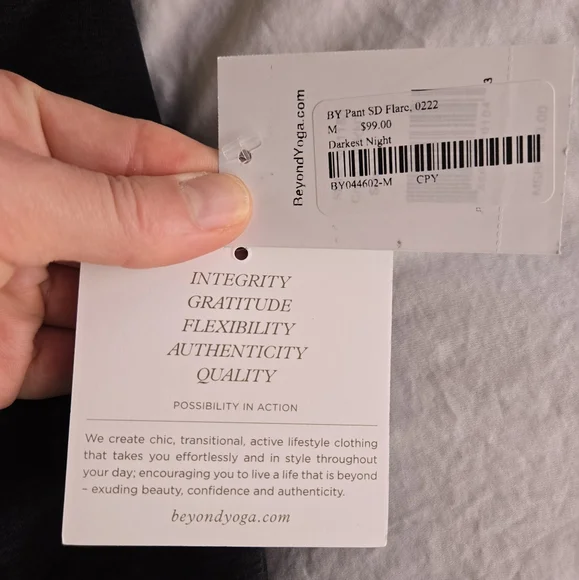 BeyondYoga.com
BY Pant SD Flare, 0222
M $99.00
Darkest Night
BY044602-M CPY
3
INTEGRITY
GRATITUDE
FLEXIBILITY
AUTHENTICITY
QUALITY
POSSIBILITY IN ACTION
We create chic, transitional, active lifestyle clothing
that takes you effortlessly and in style throughout
your day; encouraging you to live a life that is beyond
– exuding beauty, confidence and authenticity.
beyondyoga.com